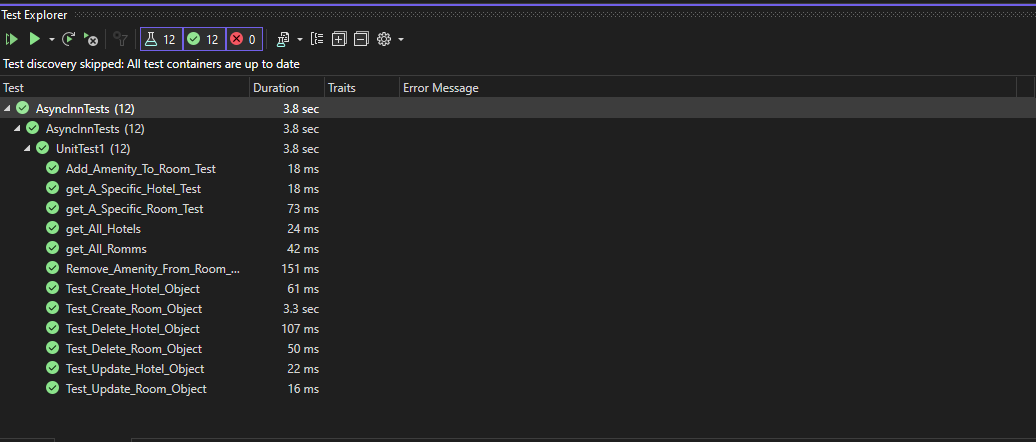 Test Explorer
12 12 0
Test discovery skipped: All test containers are up to date
Test Duration Traits Error Message
AsyncInnTests (12) 3.8 sec
AsyncInnTests (12) 3.8 sec
UnitTest1 (12) 3.8 sec
Add_Amenity_To_Room_Test 18 ms
get_A_Specific_Hotel_Test 18 ms
get_A_Specific_Room_Test 73 ms
get_All_Hotels 24 ms
get_All_Romms 42 ms
Remove_Amenity_From_Room_... 151 ms
Test_Create_Hotel_Object 61 ms
Test_Create_Room_Object 3.3 sec
Test_Delete_Hotel_Object 107 ms
Test_Delete_Room_Object 50 ms
Test_Update_Hotel_Object 22 ms
Test_Update_Room_Object 16 ms